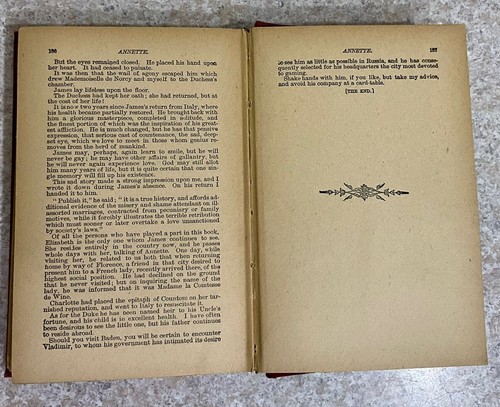 186 ANNETTE.
But the eyes remained closed. He placed his hand upon
her heart. It had ceased to pulsate.
It was then that the wail of agony escaped him which
drew Mademoiselle de Norcy and myself to the Duchess's
chamber.
James lay lifeless upon the floor.
The Duchess had kept her oath; she had returned, but at
the cost of her life!
It is now two years since James's return from Italy, where
his health became partially restored. He brought back with
him a glorious masterpiece, completed in solitude, and
the finest portion of which was the inspiration of his great-
est affliction. He is much changed, but he has that pensive
expression, that serious cast of countenance, the sad, deep-
set eye, which we love to meet in those whom genius re-
moves from the herd of mankind.
James may, perhaps, again learn to smile, but he will
never be gay; he may have other affairs of gallantry, but
he will never again experience love. God may still allot
him many years of life, but it is quite certain that one sin-
gle memory will fill up his existence.
This sad story made a strong impression upon me, and I
wrote it down during James's absence. On his return I
handed it to him.
"Publish it," he said; "it is a true history, and affords ad-
ditional evidence of the misery and shame attendant on ill-
assorted marriages, contracted from pecuniary or family
motives, while it forcibly illustrates the terrible retribution
which must sooner or later overtake a love unsanctioned
by society's laws."
Of all the persons who have played a part in this book,
Elizabeth is the only one whom James continues to see.
She resides entirely in the country now, and he passes
whole days with her, talking of Annette. One day, while
visiting her, he related to us both that when returning
home by way of Florence, a friend in that city desired to
present him to a French lady, recently arrived there, of the
highest social position. He had declined on the ground
that he never visited; but on inquiring the name of the
lady, he was informed that it was Madame la Comtesse
de Wine.
Charlotte had placed the epitaph of Countess on her tar-
nished reputation, and went to Italy to resuscitate it.
As for the Duke he has been named heir to his Uncle's
fortune, and his child is in excellent health. I have often
been desirous to see the little one, but his father continues
to reside abroad.
Should you visit Baden, you will be certain to encounter
Vladimir, to whom his government has intimated its desire
ANNETTE. 187
to see him as little as possible in Russia, and he has conse-
quently selected for his headquarters the city most devoted
to gaming.
Shake hands with him, if you like, but take my advice,
and avoid his company at a card-table.
[THE END.]